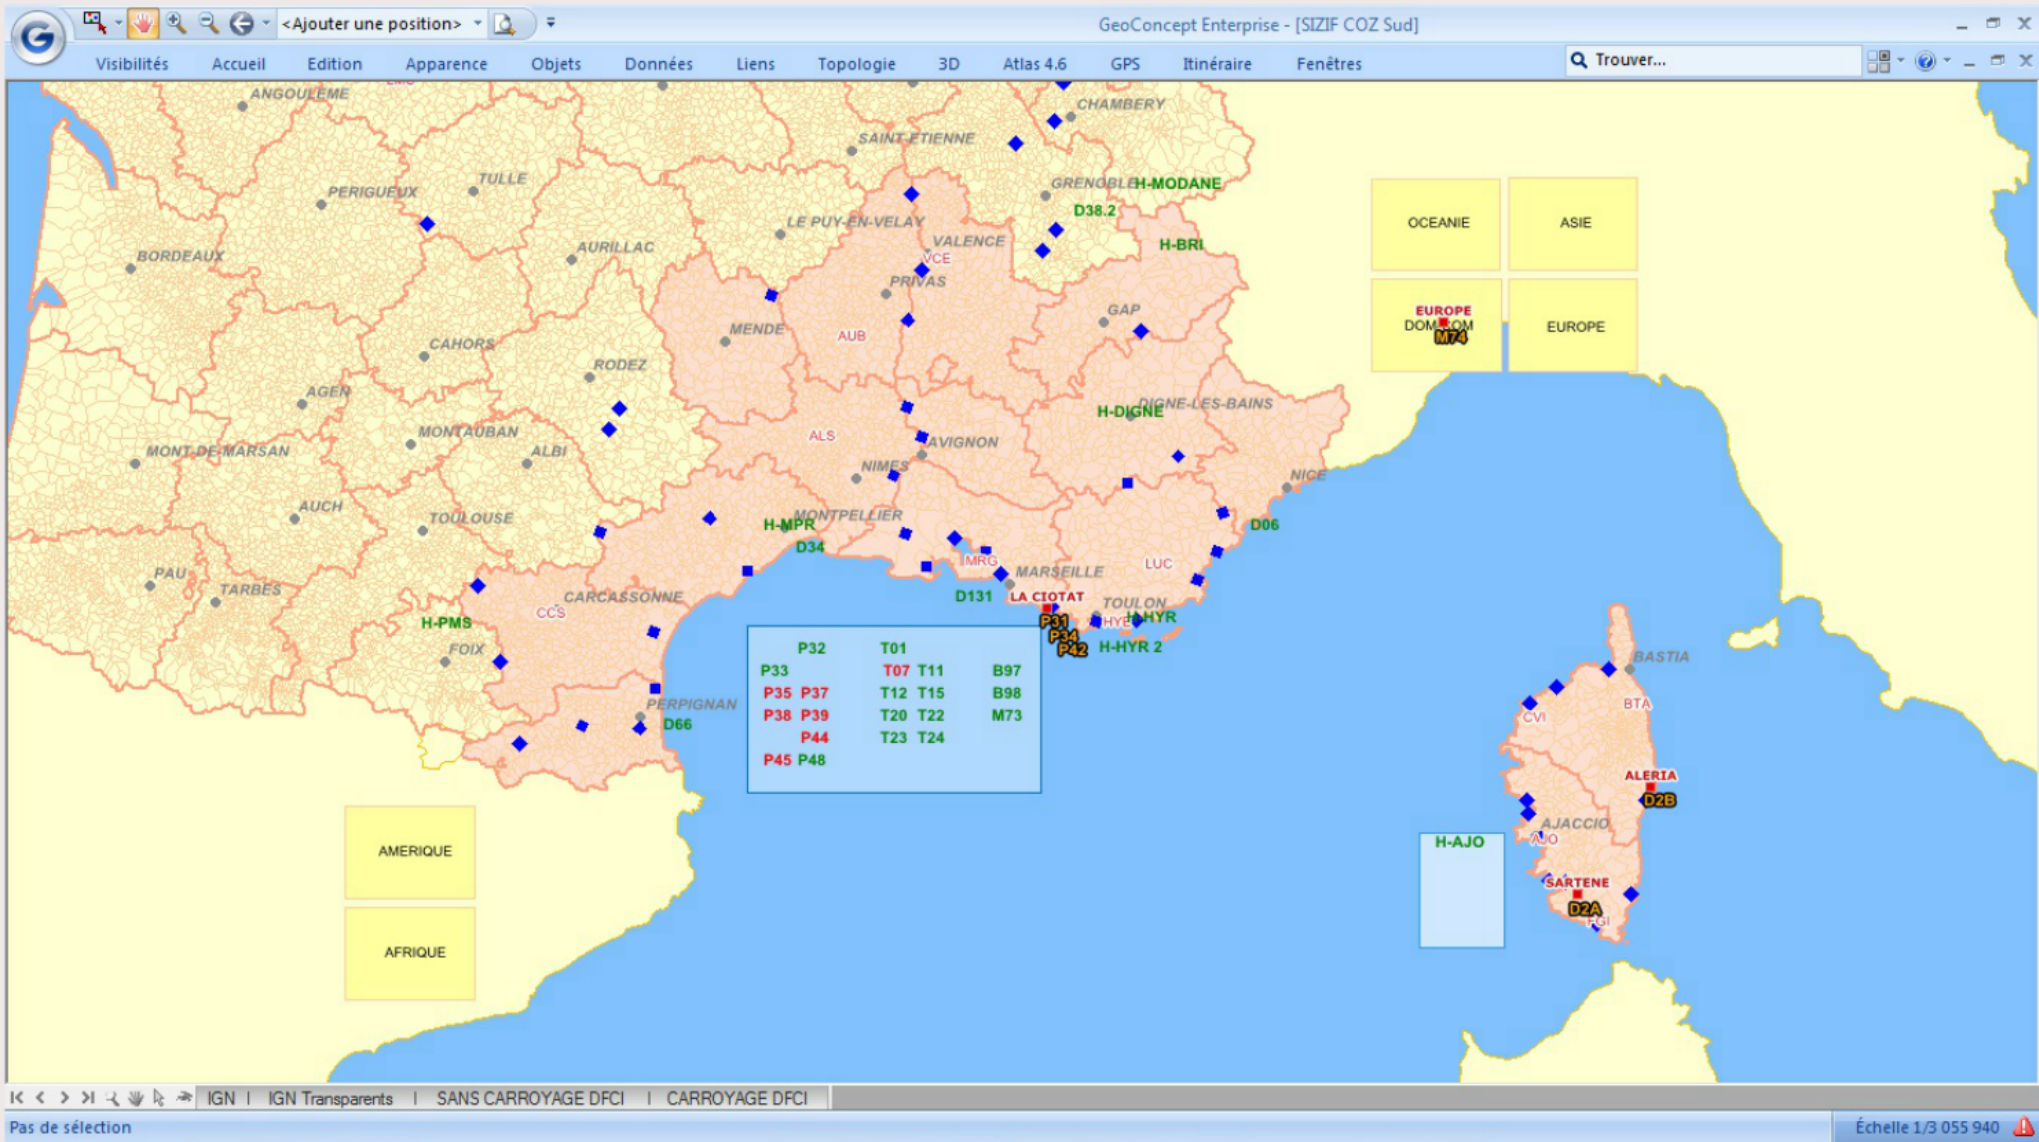 <Ajouter une position>
GeoConcept Enterprise - [SIZIF COZ Sud]
Visibilités Accueil Edition Apparence Objets Données Liens Topologie 3D Atlas 4.6 GPS Itinéraire Fenêtres
Trouver...
ANGOULEME
CHAMBERY
SAINT-ETIENNE
TULLE
PERIGUEUX
GRENOBLE
H-MODANE
D38.2
LE PUY-EN-VELAY
OCEANIE
ASIE
AURILLAC
VALENCE
H-BRI
BORDEAUX
VCE
PRIVAS
GAP
EUROPE
DOM
M74
EUROPE
MENDE
AUB
CAHORS
RODEZ
AGEN
H-DIGNE
DIGNE-LES-BAINS
MONTAUBAN
ALS
AVIGNON
MONT-DE-MARSAN
ALBI
NIMES
NICE
AUCH
TOULOUSE
MONTPELLIER
H-MPR
D06
D34
MRG
LUC
PAU
MARSEILLE
TARBES
CARCASSONNE
D131
LA CIOTAT
TOULON
CCS
H-PMS
P31
HYE
H-HYR
P34
P42
H-HYR 2
FOIX
P32 T01
P33 T07 T11 B97
P35 P37 T12 T15 B98
P38 P39 T20 T22 M73
P44 T23 T24
P45 P48
BASTIA
PERPIGNAN
D66
BTA
CVI
ALERIA
D2B
AJACCIO
AJO
H-AJO
AMERIQUE
SARTENE
D2A
FGI
AFRIQUE
IGN | IGN Transparents | SANS CARROYAGE DFCI | CARROYAGE DFCI
Pas de sélection
Échelle 1/3 055 940